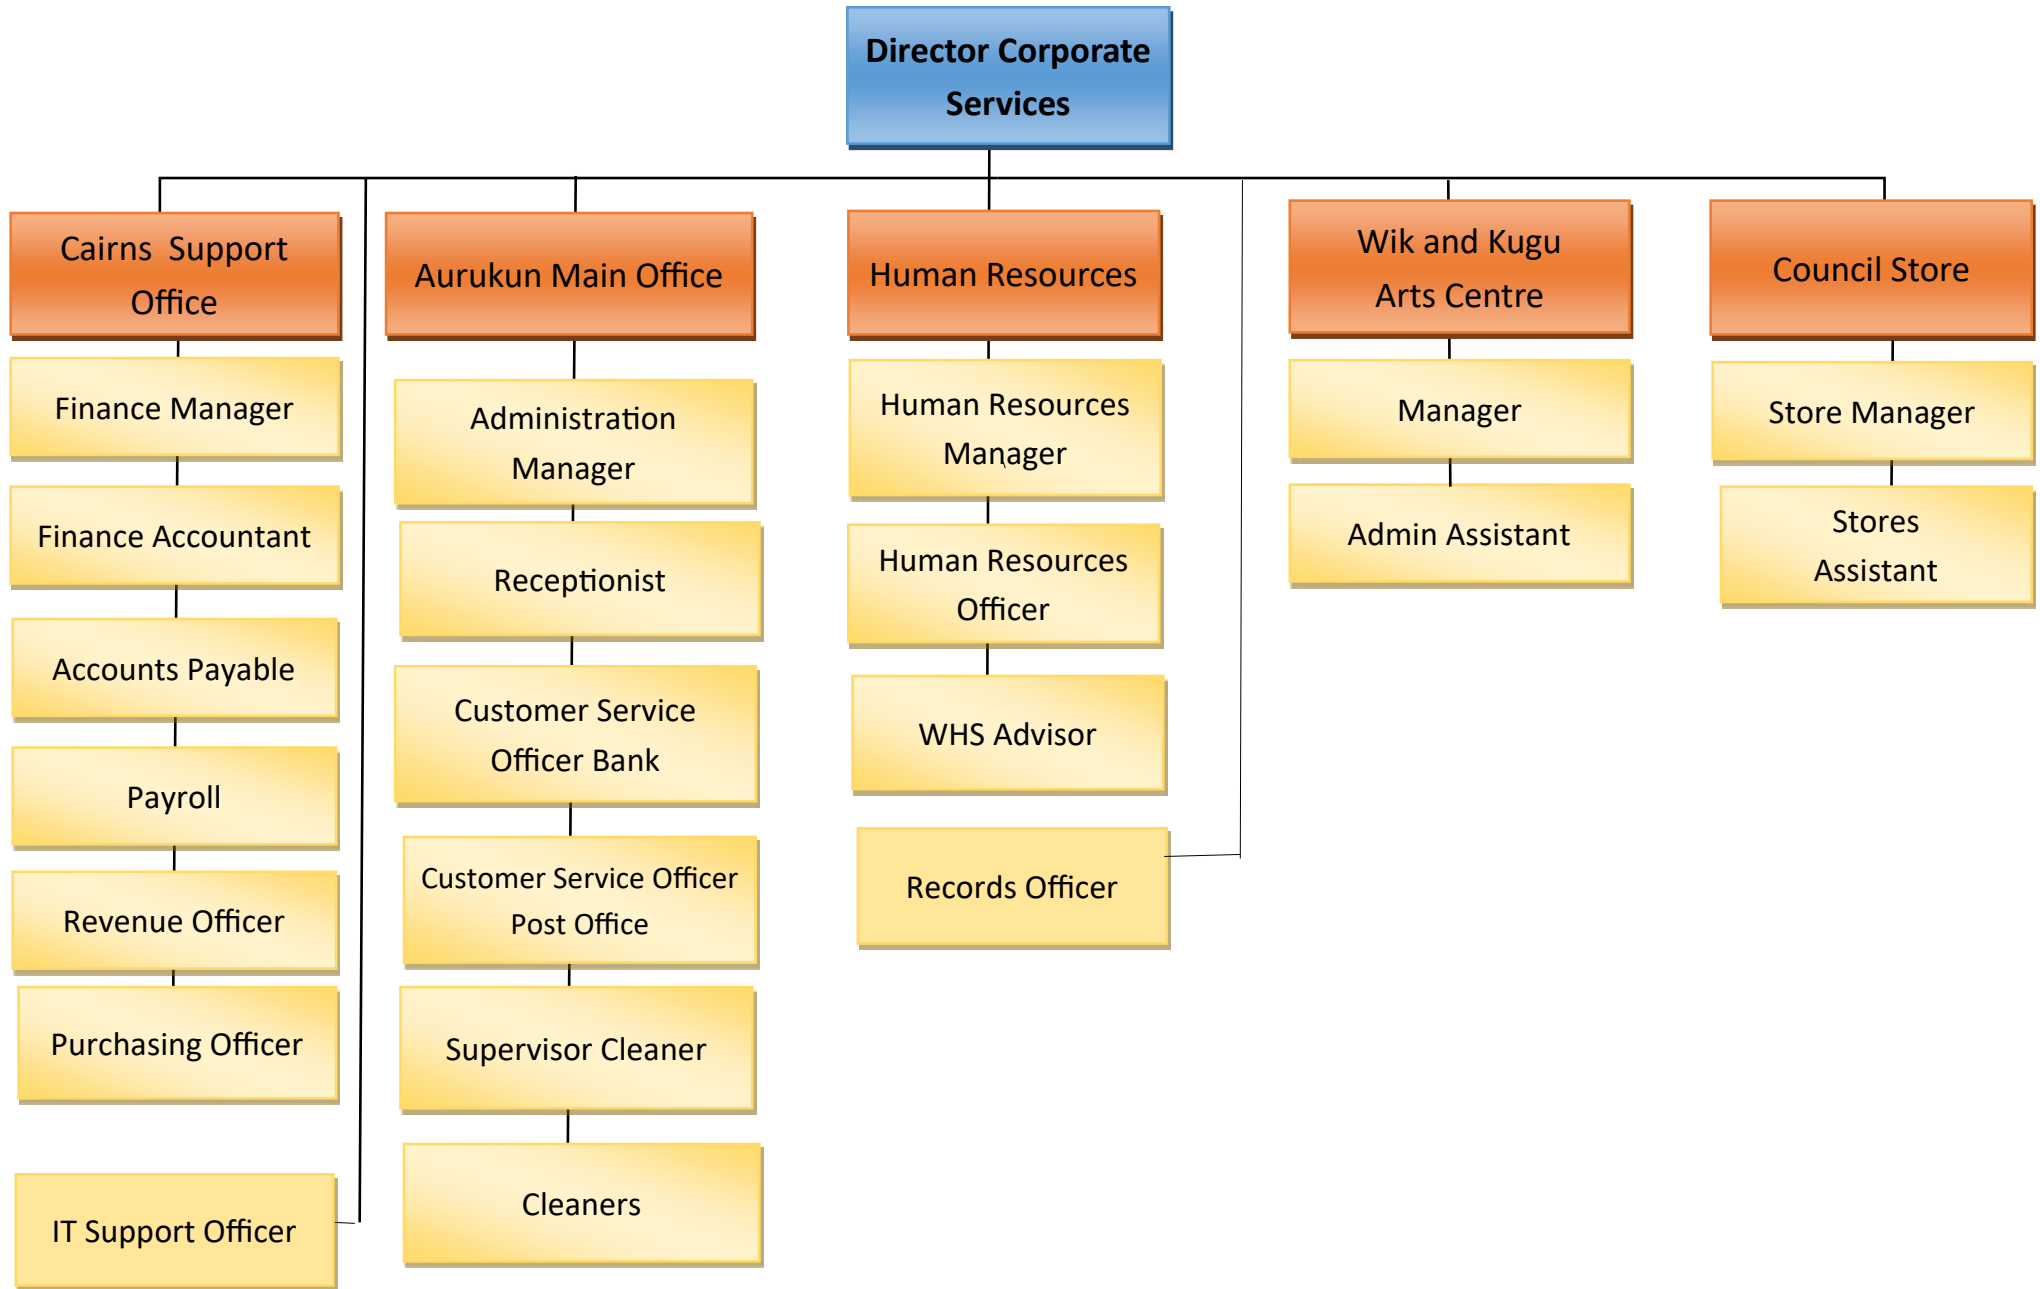 Director Corporate
Services
Cairns  Support
Office
Finance Manager
Finance Accountant
Accounts Payable
Payroll
Revenue Officer
Purchasing Officer
IT Support Officer
Aurukun Main Office
Administration
Manager
Receptionist
Customer Service
Officer Bank
Customer Service Officer
Post Office
Supervisor Cleaner
Cleaners
Human Resources
Human Resources
Manager
Human Resources
Officer
WHS Advisor
Records Officer
Wik and Kugu
Arts Centre
Manager
Admin Assistant
Council Store
Store Manager
Stores
Assistant